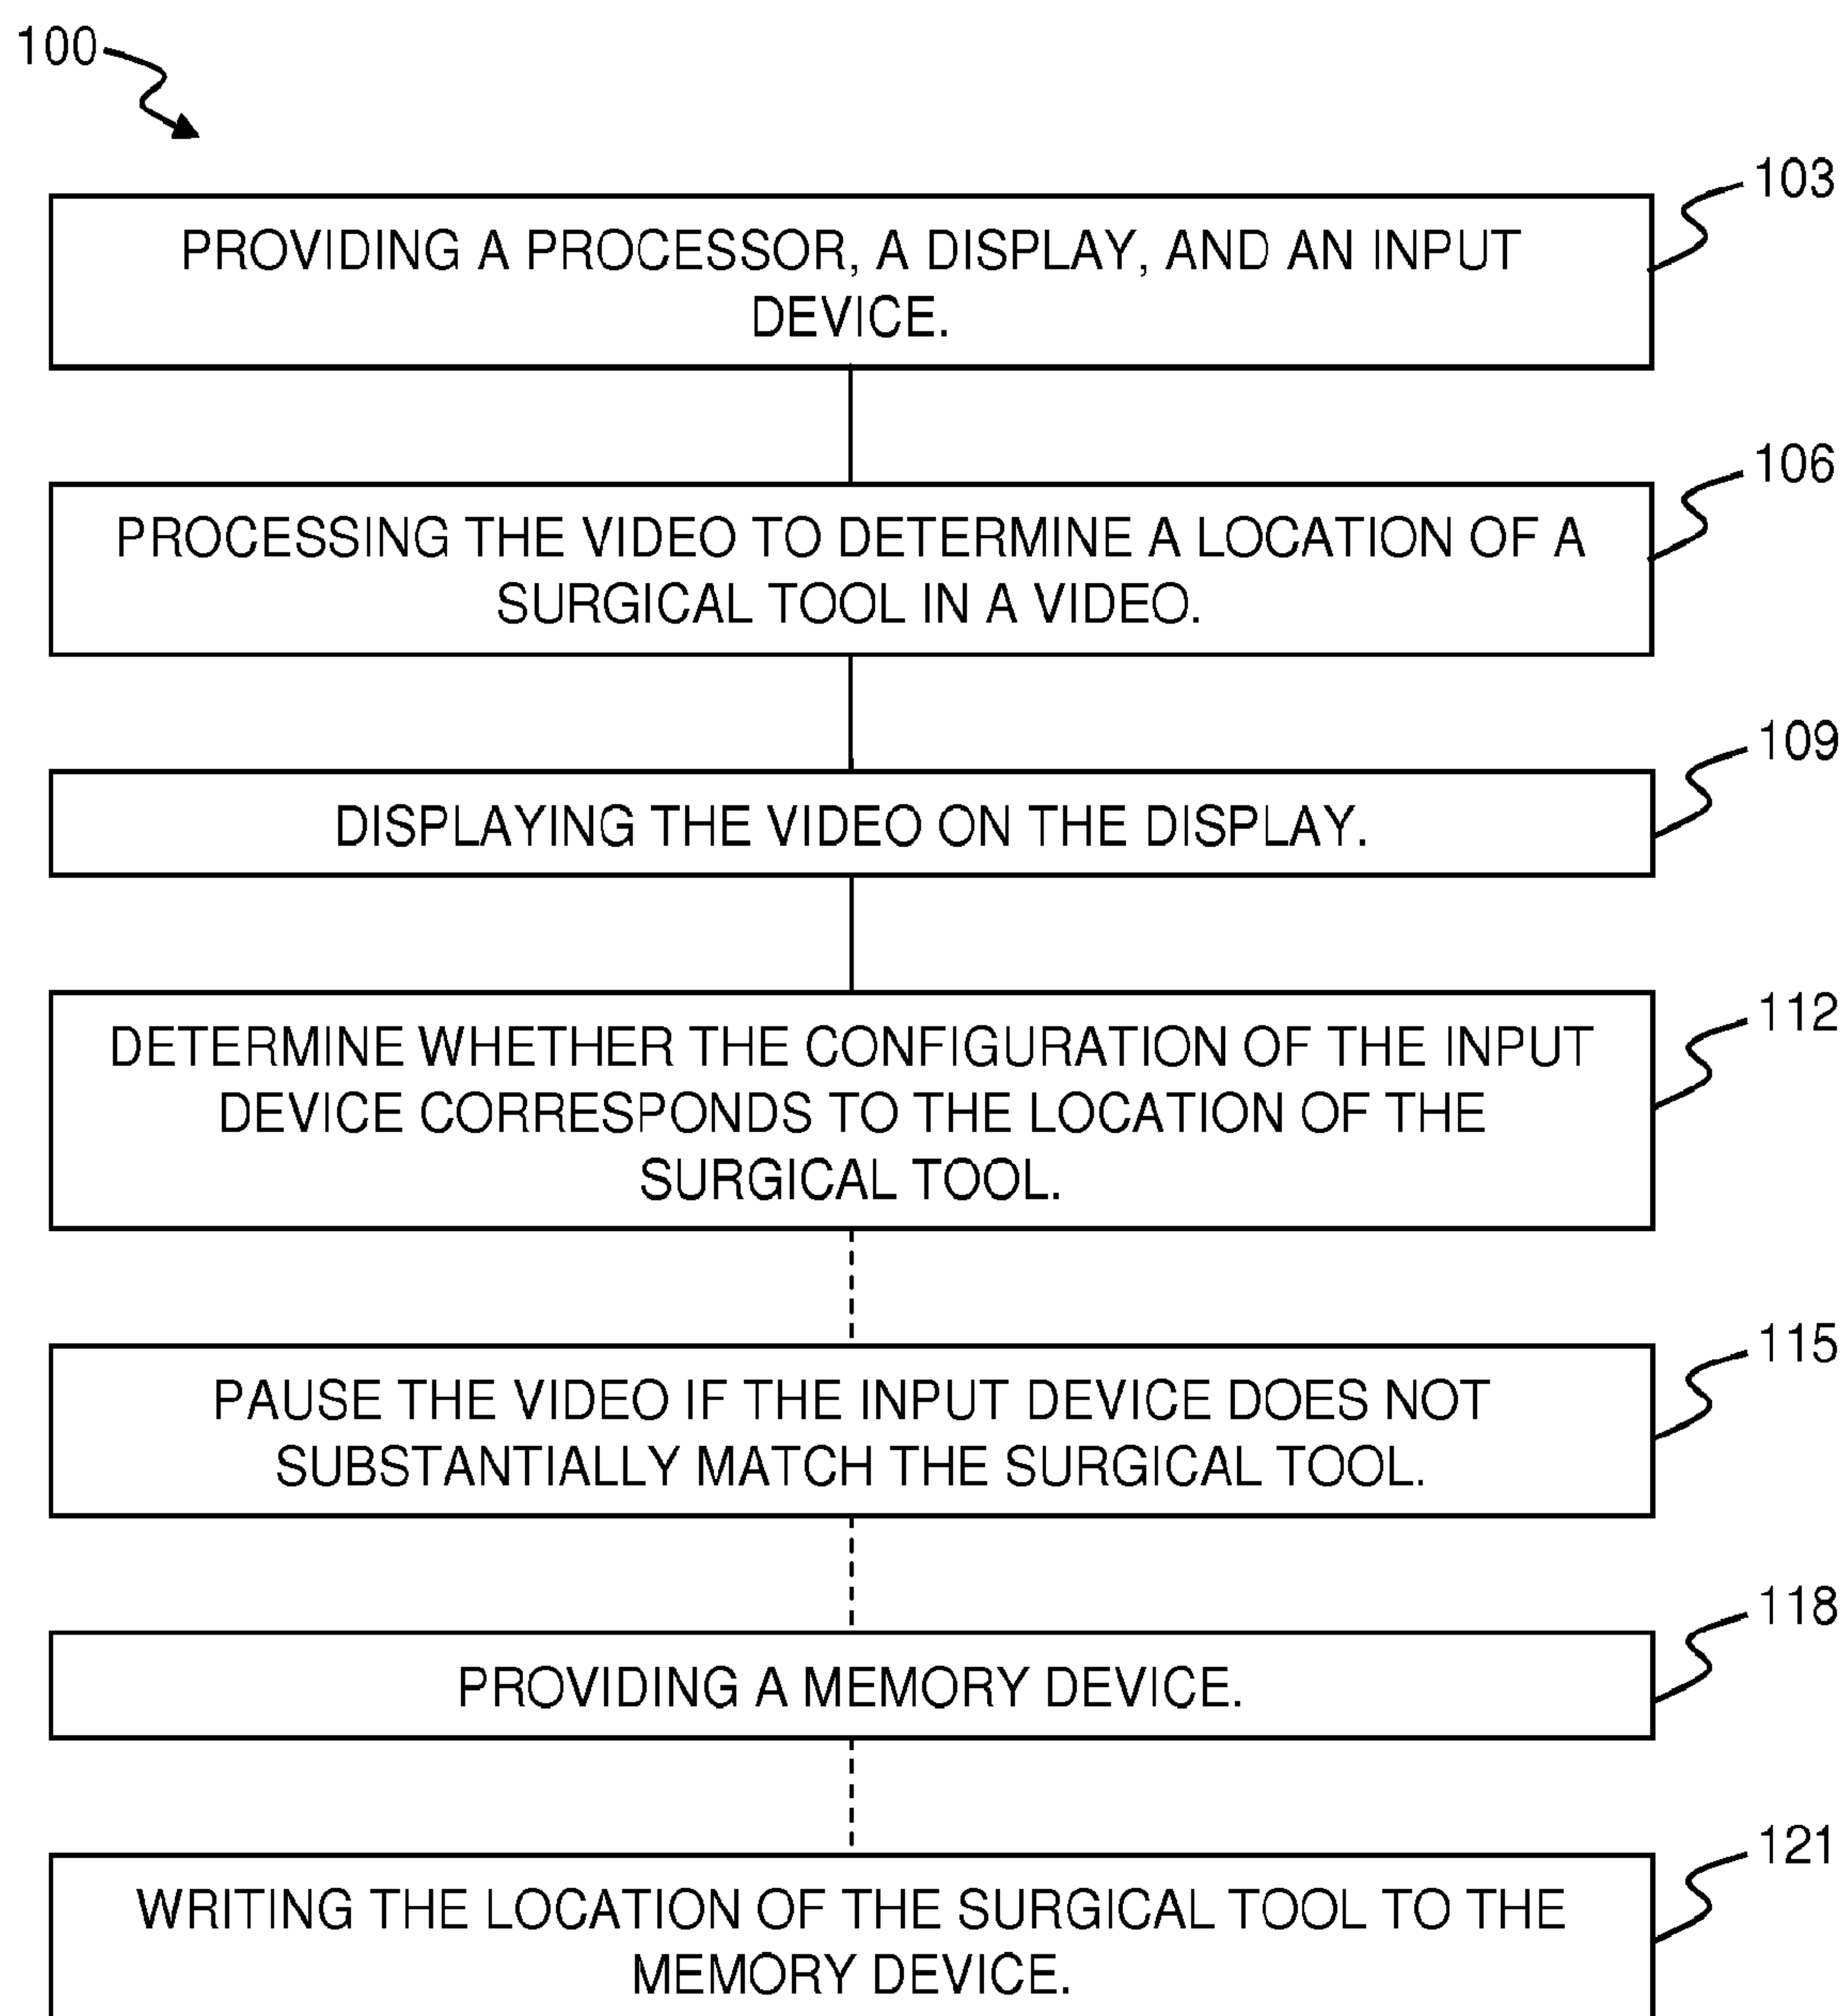 100
103
PROVIDING A PROCESSOR, A DISPLAY, AND AN INPUT
DEVICE.
106
PROCESSING THE VIDEO TO DETERMINE A LOCATION OF A
SURGICAL TOOL IN A VIDEO.
109
DISPLAYING THE VIDEO ON THE DISPLAY.
112
DETERMINE WHETHER THE CONFIGURATION OF THE INPUT
DEVICE CORRESPONDS TO THE LOCATION OF THE
SURGICAL TOOL.
115
PAUSE THE VIDEO IF THE INPUT DEVICE DOES NOT
SUBSTANTIALLY MATCH THE SURGICAL TOOL.
118
PROVIDING A MEMORY DEVICE.
121
WRITING THE LOCATION OF THE SURGICAL TOOL TO THE
MEMORY DEVICE.